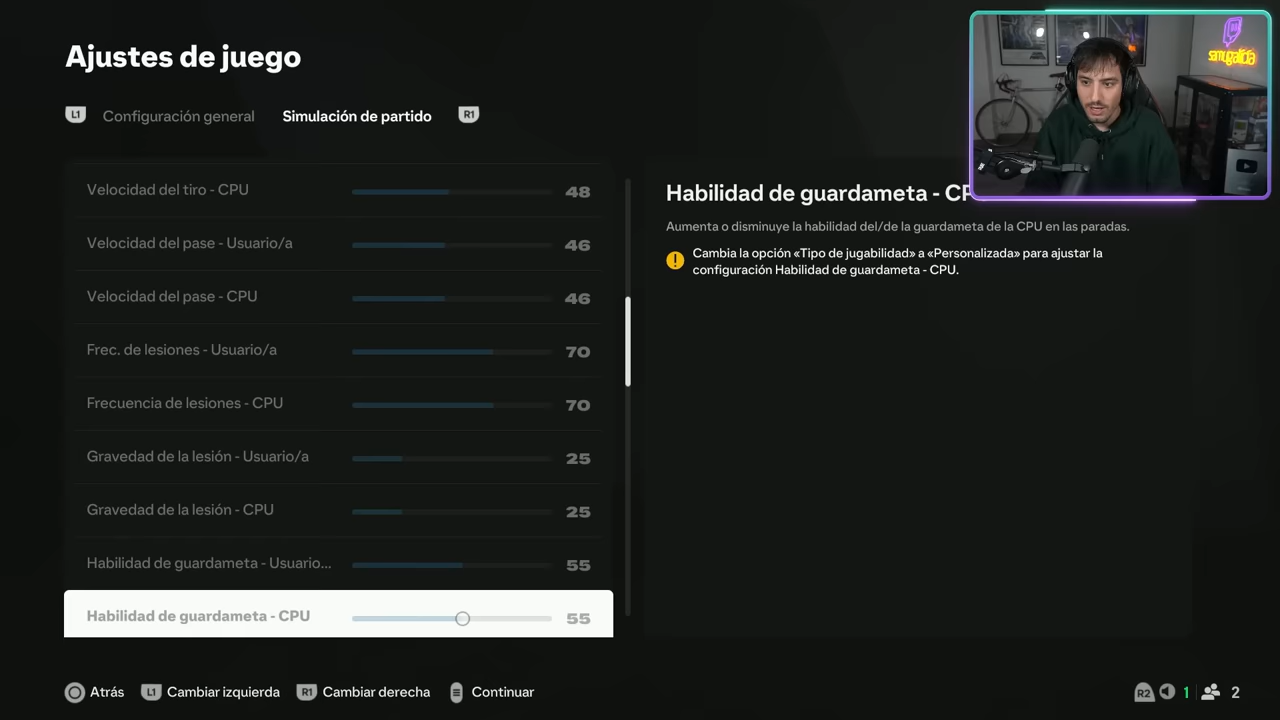 Ajustes de juego
L1 Configuración general Simulación de partido R1
Velocidad del tiro - CPU 48
Velocidad del pase - Usuario/a 46
Velocidad del pase - CPU 46
Frec. de lesiones - Usuario/a 70
Frecuencia de lesiones - CPU 70
Gravedad de la lesión - Usuario/a 25
Gravedad de la lesión - CPU 25
Habilidad de guardameta - Usuario... 55
Habilidad de guardameta - CPU 55
Habilidad de guardameta - CP
Aumenta o disminuye la habilidad del/de la guardameta de la CPU en las paradas.
Cambia la opción «Tipo de jugabilidad» a «Personalizada» para ajustar la
configuración Habilidad de guardameta - CPU.
Atrás L1 Cambiar izquierda R1 Cambiar derecha Continuar
R2 1 2